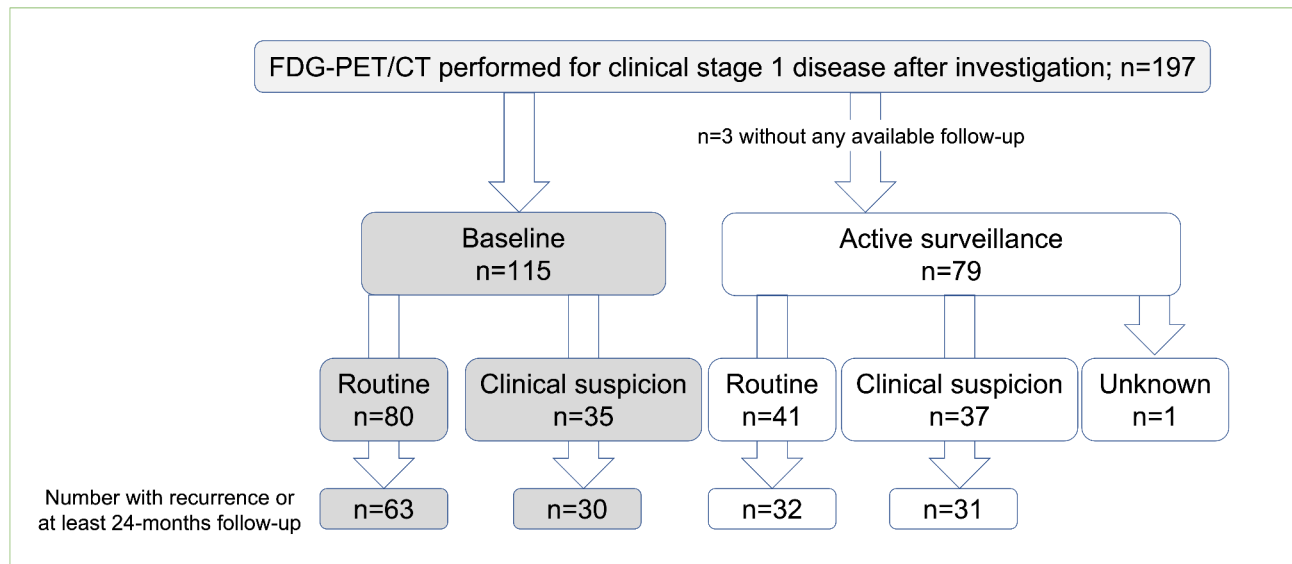 FDG-PET/CT performed for clinical stage 1 disease after investigation; n=197
n=3 without any available follow-up
Baseline
n=115
Active surveillance
n=79
Routine
n=80
Clinical suspicion
n=35
Routine
n=41
Clinical suspicion
n=37
Unknown
n=1
Number with recurrence or
at least 24-months follow-up
n=63
n=30
n=32
n=31